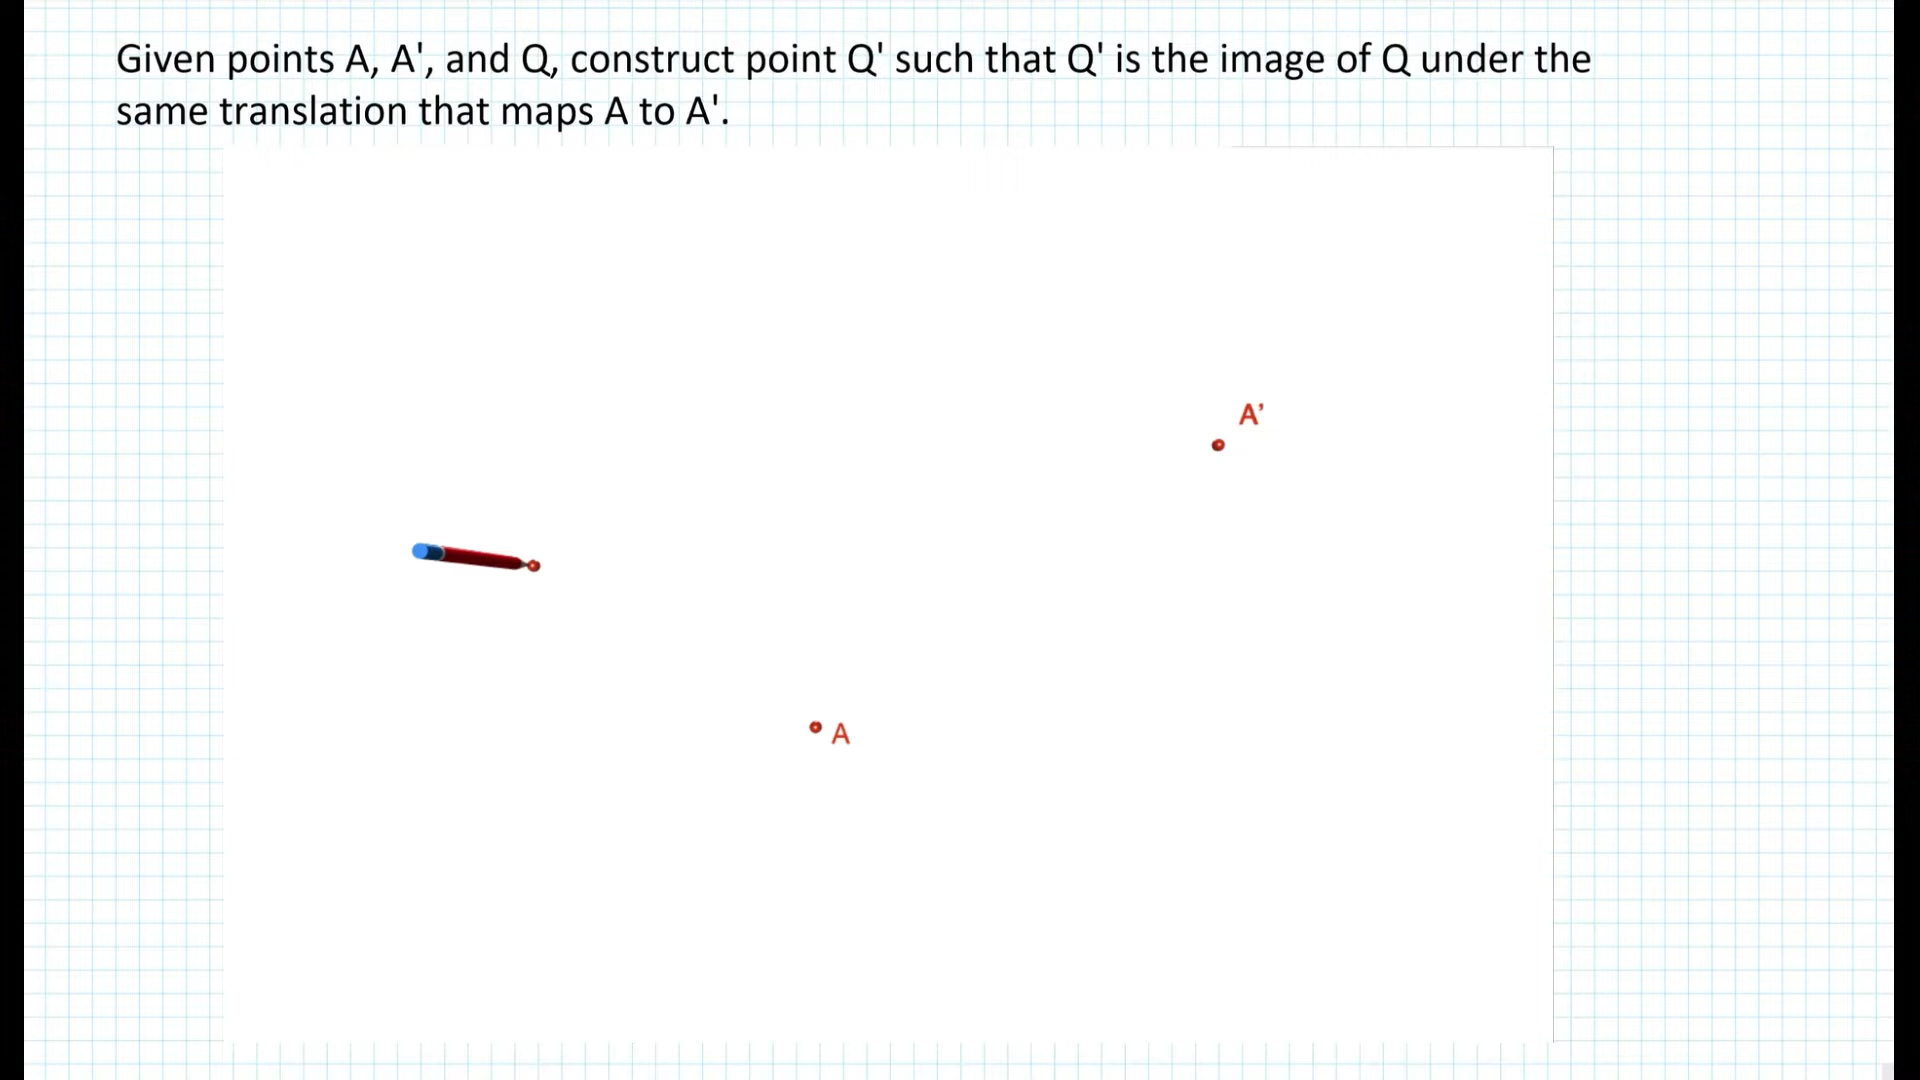 Given points A, A', and Q, construct point Q' such that Q' is the image of Q under the
same translation that maps A to A'.
A’
A